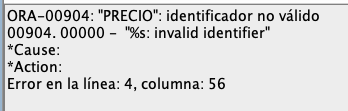 ORA-00904: "PRECIO": identificador no válido
00904. 00000 -  "%s: invalid identifier"
*Cause:
*Action:
Error en la línea: 4, columna: 56